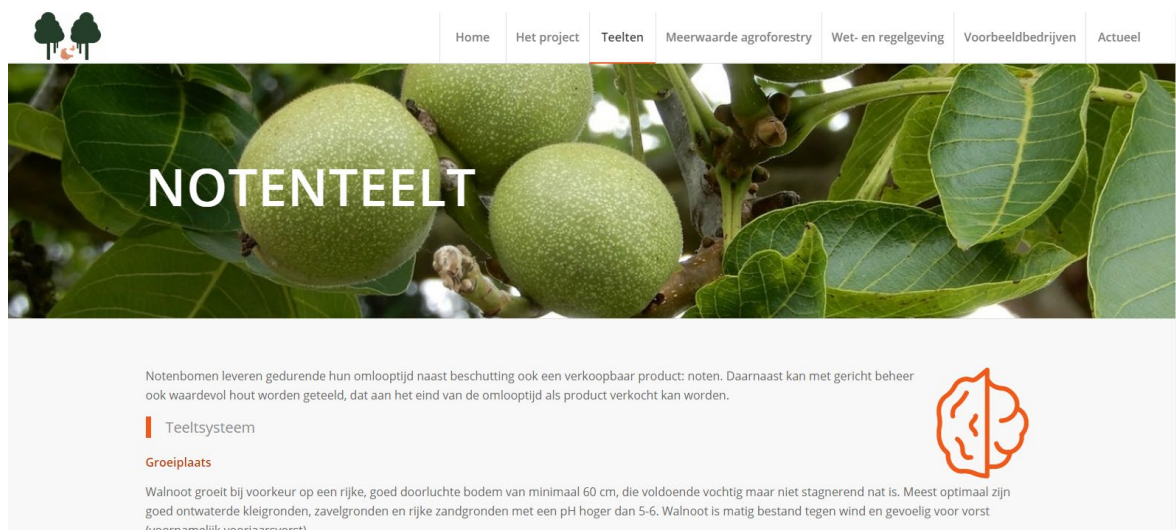 Home Het project Teelten Meerwaarde agroforestry Wet- en regelgeving Voorbeeldbedrijven Actueel
NOTENTEELT
Notenbomen leveren gedurende hun omlooptijd naast beschutting ook een verkoopbaar product: noten. Daarnaast kan met gericht beheer
ook waardevol hout worden geteeld, dat aan het eind van de omlooptijd als product verkocht kan worden.
Teeltsysteem
Groeiplaats
Walnoot groeit bij voorkeur op een rijke, goed doorluchte bodem van minimaal 60 cm, die voldoende vochtig maar niet stagnerend nat is. Meest optimaal zijn
goed ontwaterde kleigronden, zavelgronden en rijke zandgronden met een pH hoger dan 5-6. Walnoot is matig bestand tegen wind en gevoelig voor vorst
(voornamelijk voorjaarsvorst)